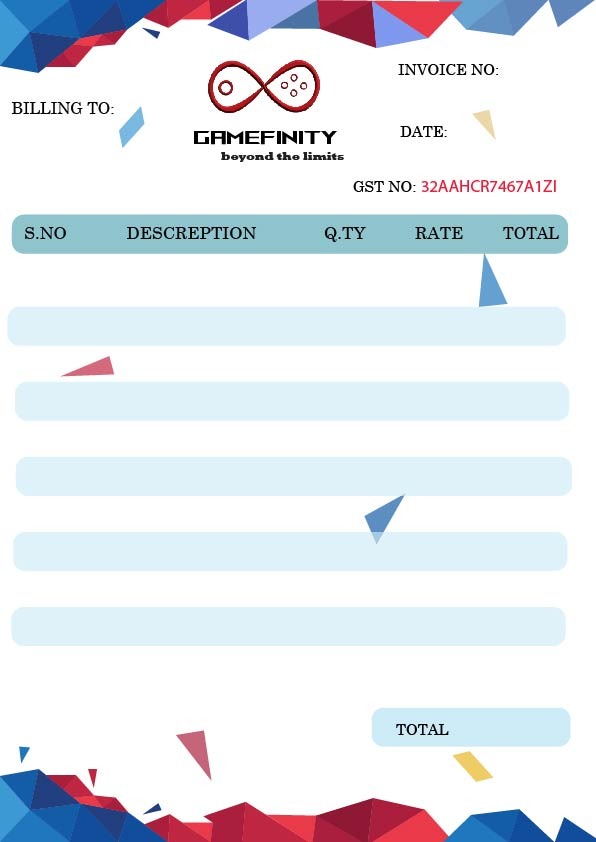 INVOICE NO:
BILLING TO:
GAMEFINITY
beyond the limits
DATE:
GST NO: 32AAHCR7467A1ZI
S.NO DESCREPTION Q.TY RATE TOTAL
TOTAL